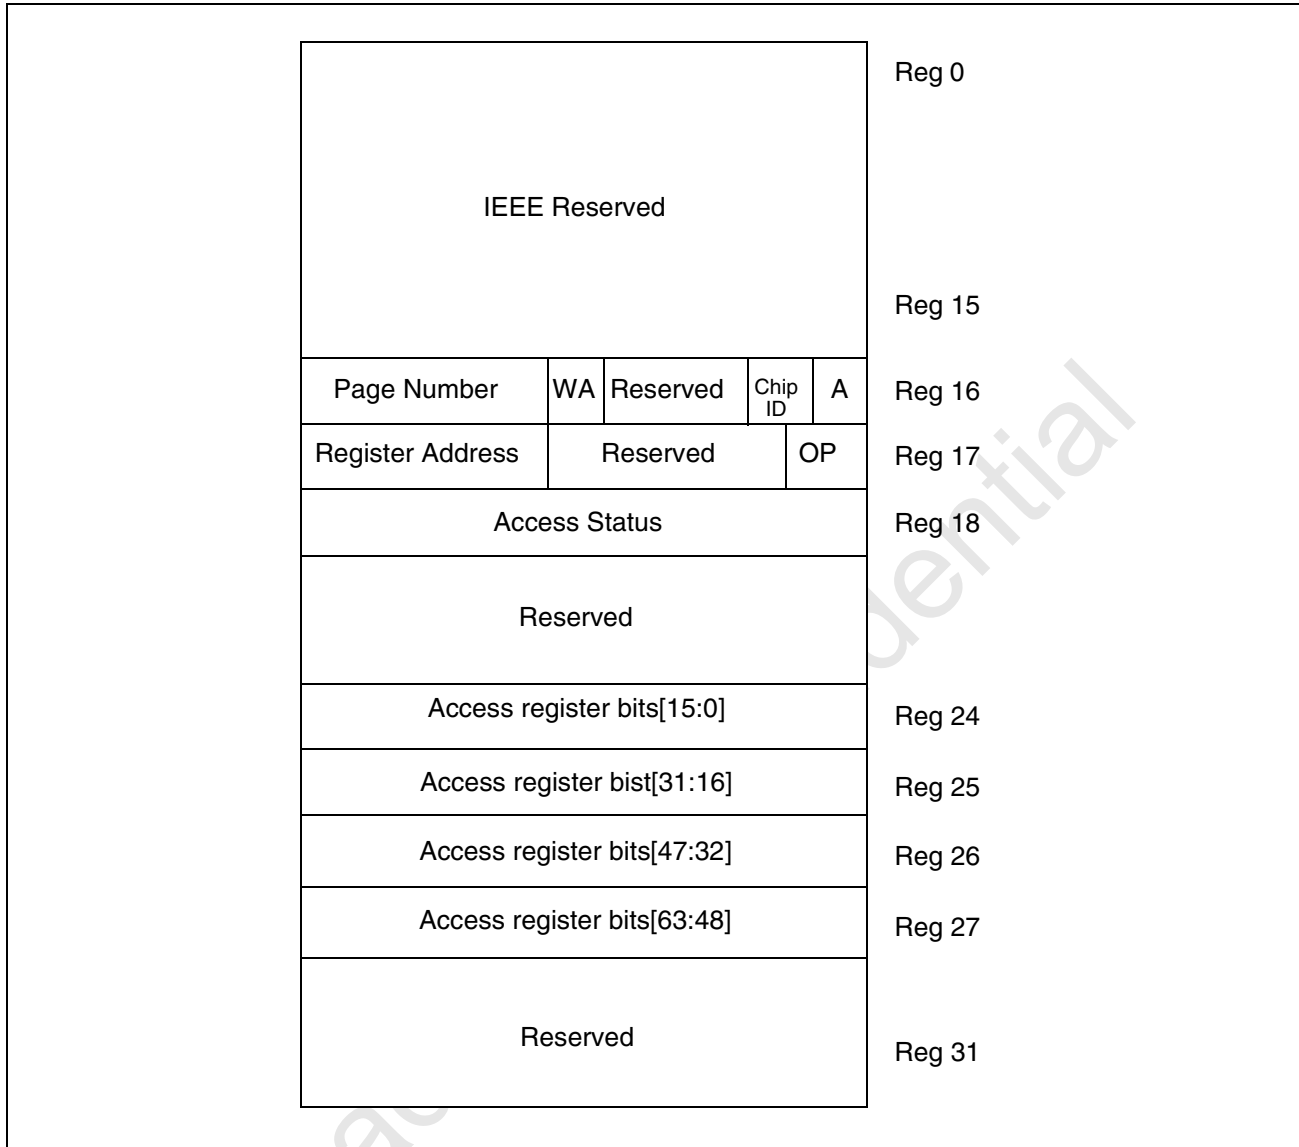 Reg 0
IEEE Reserved
Reg 15
Page Number WA Reserved Chip ID A Reg 16
Register Address Reserved OP Reg 17
Access Status Reg 18
Reserved
Access register bits[15:0] Reg 24
Access register bist[31:16] Reg 25
Access register bits[47:32] Reg 26
Access register bits[63:48] Reg 27
Reserved
Reg 31